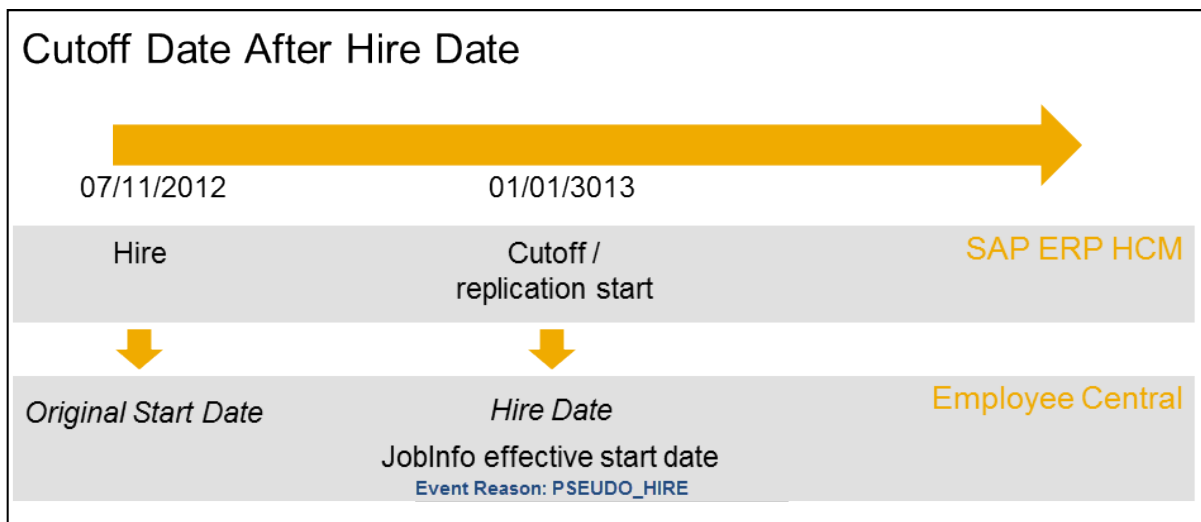 Cutoff Date After Hire Date
07/11/2012
01/01/3013
Hire
Cutoff /
replication start
SAP ERP HCM
Original Start Date
Hire Date
JobInfo effective start date
Event Reason: PSEUDO_HIRE
Employee Central